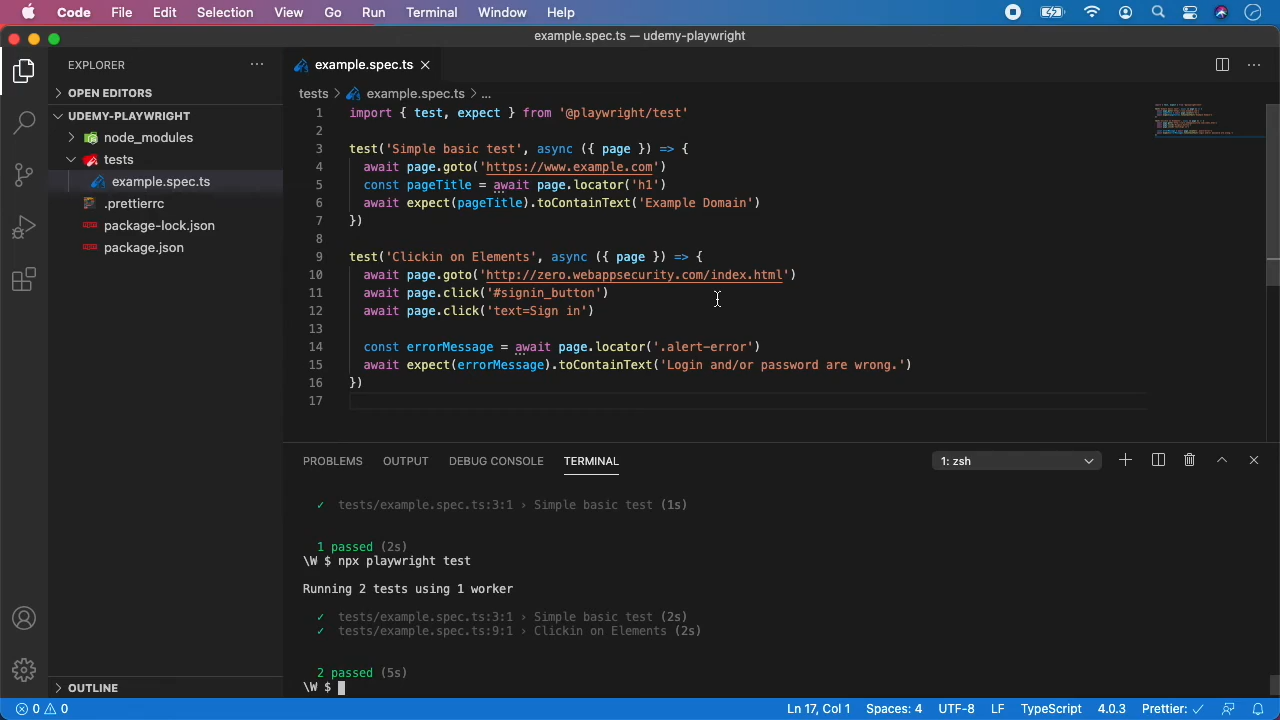 Code File Edit Selection View Go Run Terminal Window Help
example.spec.ts — udemy-playwright
EXPLORER
OPEN EDITORS
UDEMY-PLAYWRIGHT
node_modules
tests
example.spec.ts
.prettierrc
package-lock.json
package.json
OUTLINE
example.spec.ts
tests > example.spec.ts > ...
1 import { test, expect } from '@playwright/test'
2
3 test('Simple basic test', async ({ page }) => {
4 await page.goto('https://www.example.com')
5 const pageTitle = await page.locator('h1')
6 await expect(pageTitle).toContainText('Example Domain')
7 })
8
9 test('Clickin on Elements', async ({ page }) => {
10 await page.goto('http://zero.webappsecurity.com/index.html')
11 await page.click('#signin_button')
12 await page.click('text=Sign in')
13
14 const errorMessage = await page.locator('.alert-error')
15 await expect(errorMessage).toContainText('Login and/or password are wrong.')
16 })
17
PROBLEMS OUTPUT DEBUG CONSOLE TERMINAL 1: zsh
✓ tests/example.spec.ts:3:1 › Simple basic test (1s)
1 passed (2s)
\W $ npx playwright test
Running 2 tests using 1 worker
✓ tests/example.spec.ts:3:1 › Simple basic test (2s)
✓ tests/example.spec.ts:9:1 › Clickin on Elements (2s)
2 passed (5s)
\W $
0 0 Ln 17, Col 1 Spaces: 4 UTF-8 LF TypeScript 4.0.3 Prettier: ✓